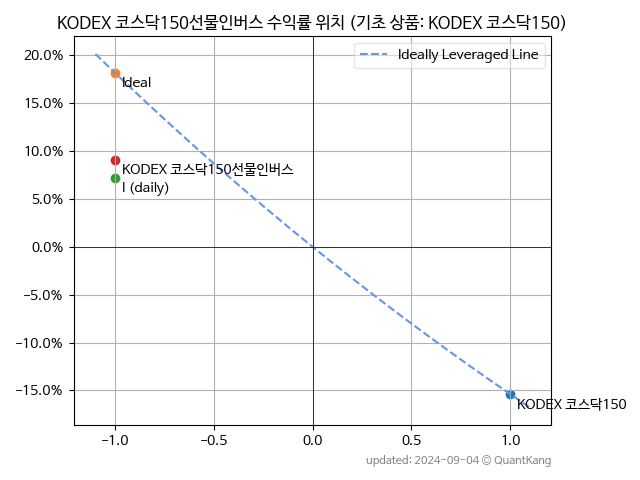 KODEX 코스닥150선물인버스 수익률 위치 (기초 상품: KODEX 코스닥150)
Ideally Leveraged Line
20.0%
15.0%
10.0%
5.0%
0.0%
−5.0%
−10.0%
−15.0%
Ideal
KODEX 코스닥150선물인버스
I (daily)
KODEX 코스닥150
−1.0
−0.5
0.0
0.5
1.0
updated: 2024-09-04 © QuantKang